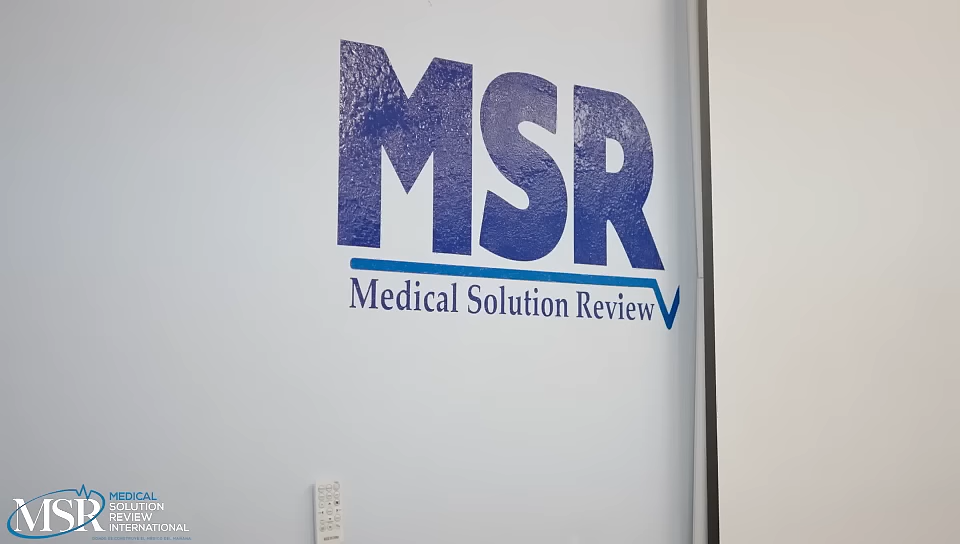 MSR
Medical Solution Review
MSR
MEDICAL
SOLUTION
REVIEW
INTERNATIONAL